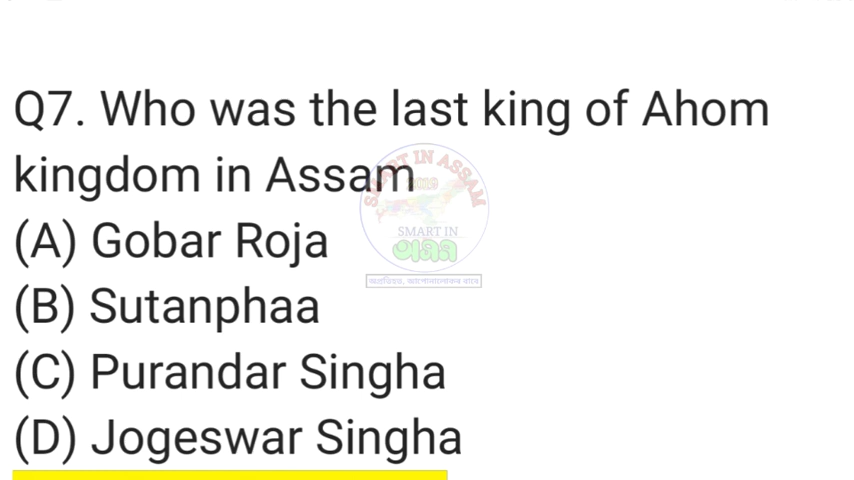 Q7. Who was the last king of Ahom
kingdom in Assam
(A) Gobar Roja
(B) Sutanphaa
(C) Purandar Singha
(D) Jogeswar Singha
SMART IN ASSAM
SMART IN
অসম